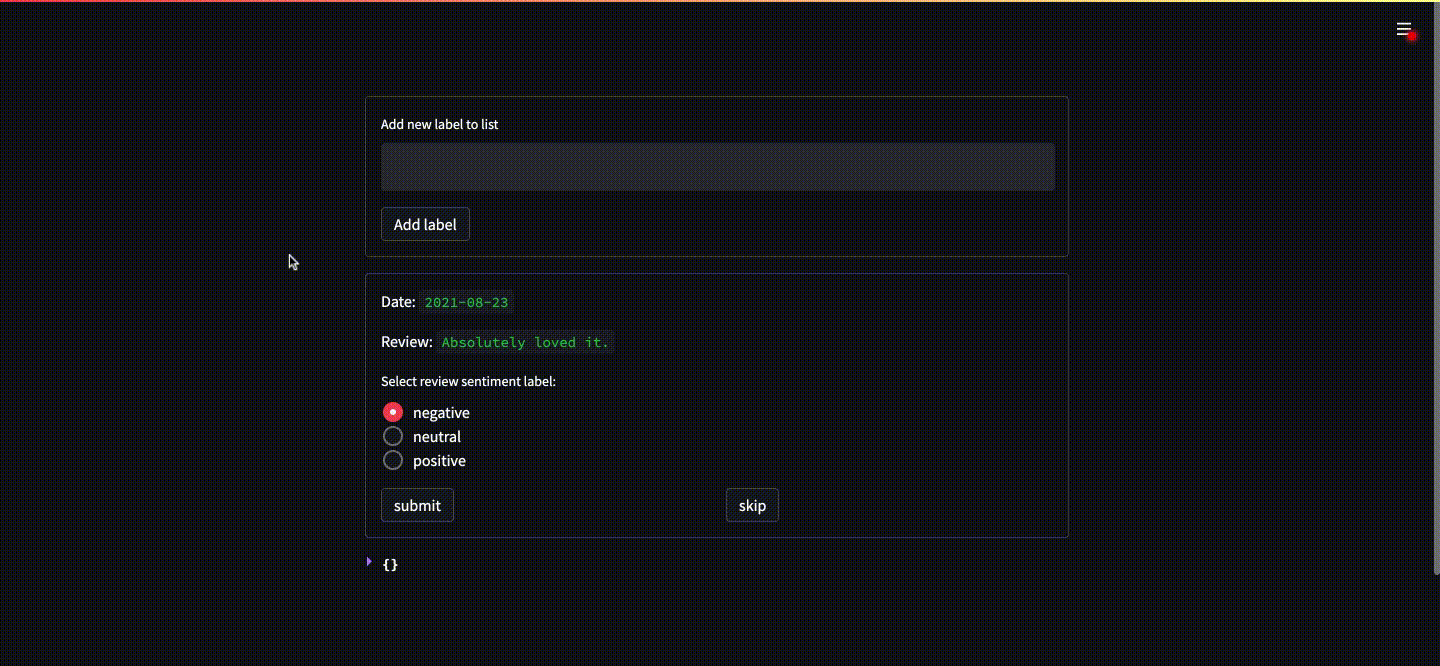 Add new label to list
Add label
Date: 2021-08-23
Review: Absolutely loved it.
Select review sentiment label:
negative
neutral
positive
submit skip
{}